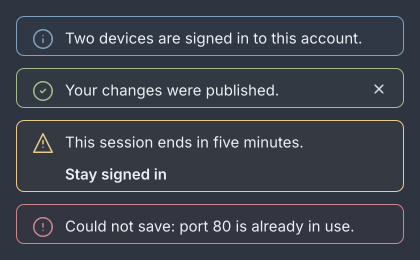 Two devices are signed in to this account.
Your changes were published.
This session ends in five minutes.
Stay signed in
Could not save: port 80 is already in use.